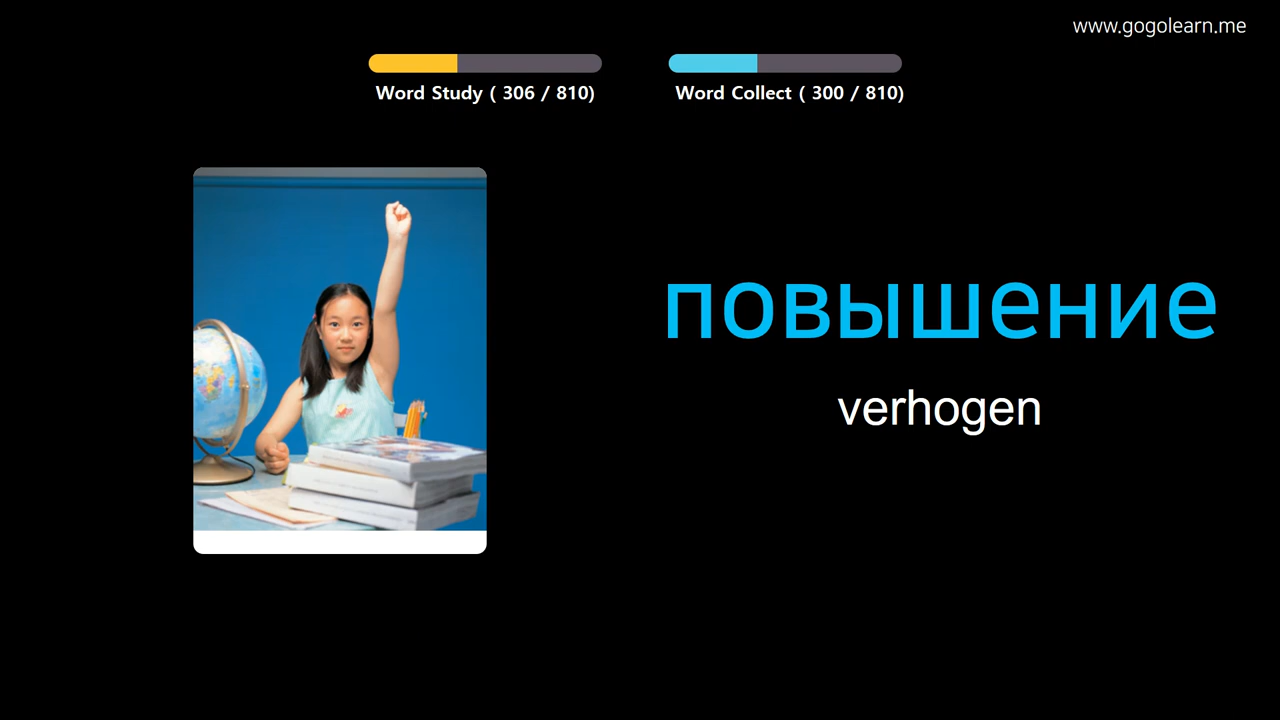 www.gogolearn.me
Word Study ( 306 / 810)
Word Collect ( 300 / 810)
повышение
verhogen